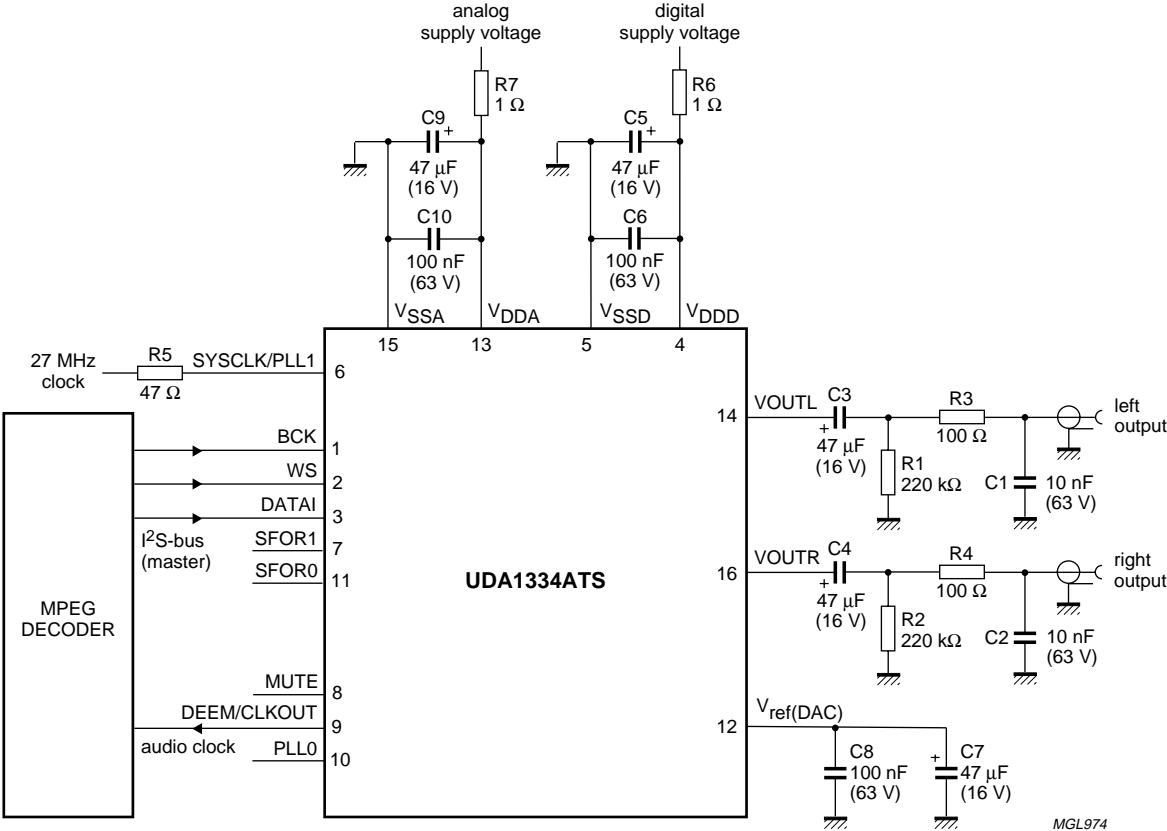 analog
supply voltage
digital
supply voltage
R7
1 Ω
R6
1 Ω
C9
+
47 μF
(16 V)
C5
+
47 μF
(16 V)
C10
100 nF
(63 V)
C6
100 nF
(63 V)
VSSA
VDDA
VSSD
VDDD
15
13
5
4
27 MHz
clock
R5
47 Ω
SYSCLK/PLL1
6
BCK
1
WS
2
DATAI
3
I2S-bus
(master)
SFOR1
7
SFOR0
11
MPEG
DECODER
MUTE
8
DEEM/CLKOUT
9
audio clock
PLL0
10
UDA1334ATS
14
VOUTL
C3
+
47 μF
(16 V)
R1
220 kΩ
R3
100 Ω
C1
10 nF
(63 V)
left
output
16
VOUTR
C4
+
47 μF
(16 V)
R2
220 kΩ
R4
100 Ω
C2
10 nF
(63 V)
right
output
12
Vref(DAC)
C8
100 nF
(63 V)
+
C7
47 μF
(16 V)
MGL974